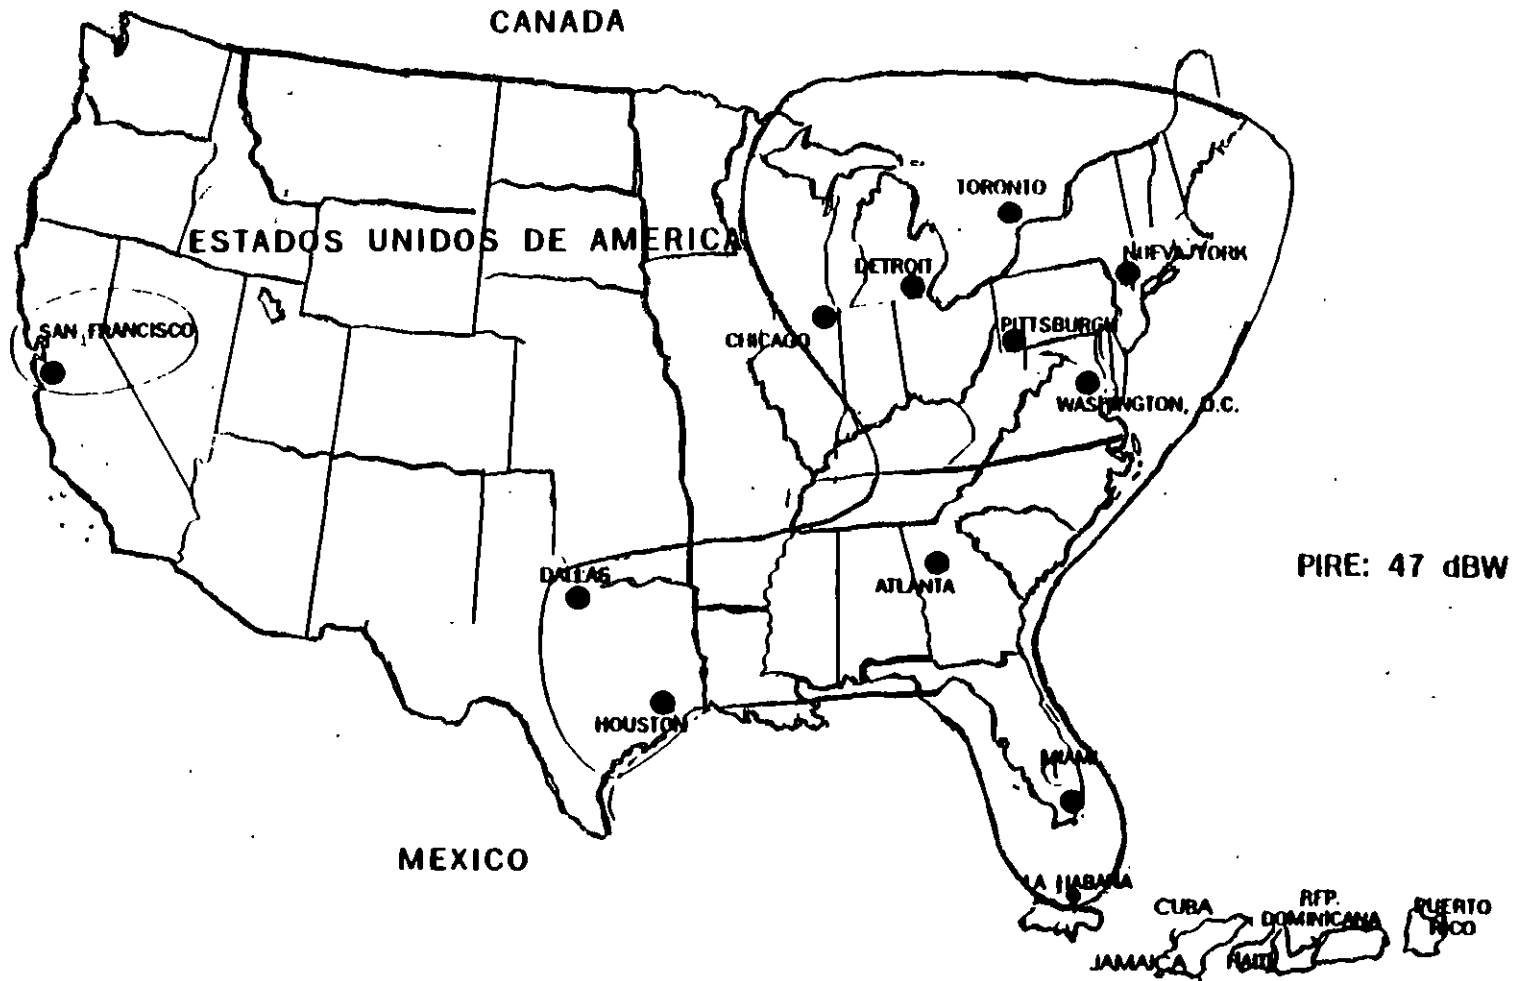 CANADA
TORONTO
ESTADOS UNIDOS DE AMERICA
NUEVA YORK
DETROIT
SAN FRANCISCO
PITTSBURGH
CHICAGO
WASHINGTON, D.C.
PIRE: 47 dBW
DALLAS
ATLANTA
HOUSTON
MIAMI
MEXICO
LA HABANA
CUBA
REP.
DOMINICANA
PUERTO
RICO
JAMAICA
HAITI